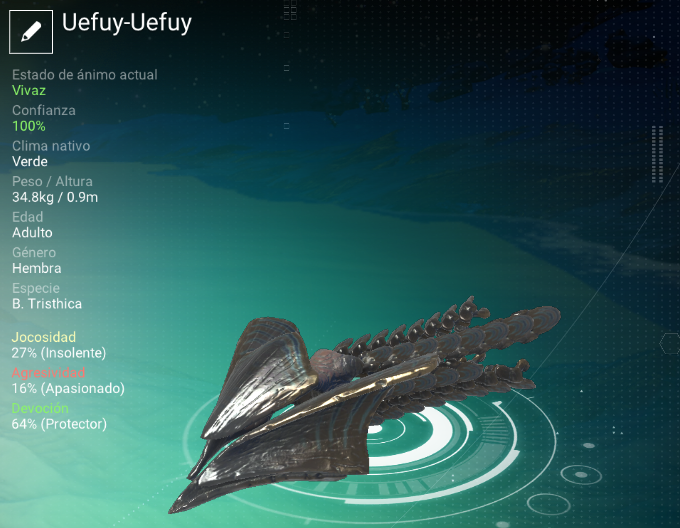 Uefuy-Uefuy
Estado de ánimo actual
Vivaz
Confianza
100%
Clima nativo
Verde
Peso / Altura
34.8kg / 0.9m
Edad
Adulto
Género
Hembra
Especie
B. Tristhica
Jocosidad
27% (Insolente)
Agresividad
16% (Apasionado)
Devoción
64% (Protector)